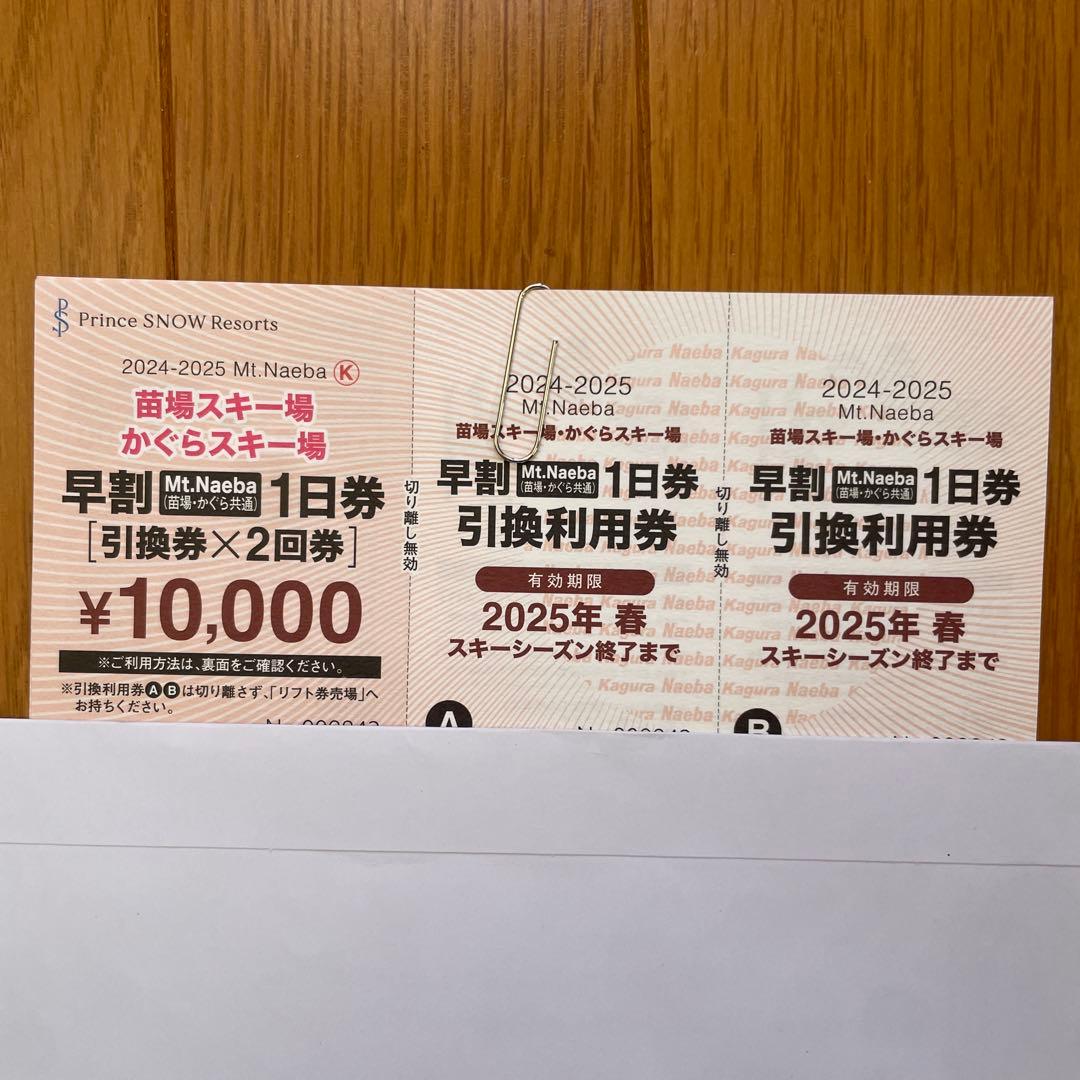 Prince SNOW Resorts
2024-2025 Mt.Naeba Ⓚ
苗場スキー場
かぐらスキー場
早割 Mt.Naeba (苗場・かぐら共通) 1日券
[引換券×2回券]
¥10,000
※ご利用方法は、裏面をご確認ください。
※引換利用券ⒶⒷは切り離さず、「リフト券売場」へ
お持ちください。
切り離し無効
2024-2025
Mt.Naeba
苗場スキー場・かぐらスキー場
早割 Mt.Naeba (苗場・かぐら共通) 1日券
引換利用券
有効期限
2025年 春
スキーシーズン終了まで
A
切り離し無効
2024-2025
Mt.Naeba
苗場スキー場・かぐらスキー場
早割 Mt.Naeba (苗場・かぐら共通) 1日券
引換利用券
有効期限
2025年 春
スキーシーズン終了まで
B